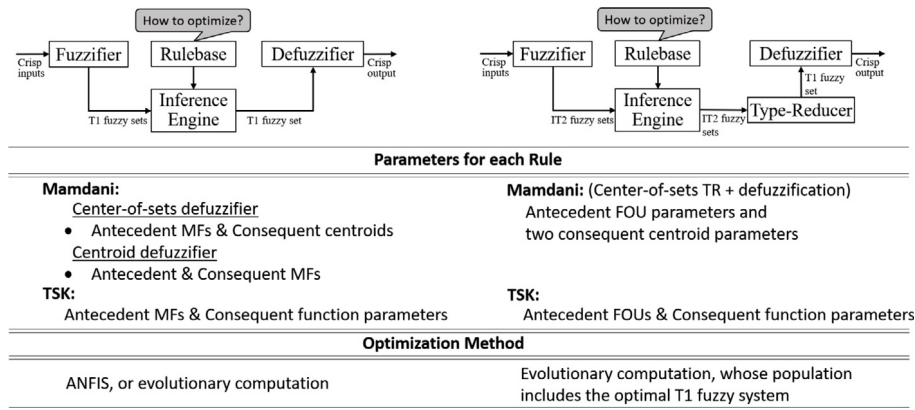 How to optimize?
Fuzzifier
Rulebase
Defuzzifier
Crisp
inputs
Crisp
output
Inference
Engine
T1 fuzzy sets
T1 fuzzy set
How to optimize?
Fuzzifier
Rulebase
Defuzzifier
Crisp
inputs
Crisp
output
T1 fuzzy
set
Inference
Engine
Type-Reducer
IT2 fuzzy sets
IT2 fuzzy
sets
Parameters for each Rule
Mamdani:
Center-of-sets defuzzifier
• Antecedent MFs & Consequent centroids
Centroid defuzzifier
• Antecedent & Consequent MFs
TSK:
Antecedent MFs & Consequent function parameters
Mamdani: (Center-of-sets TR + defuzzification)
Antecedent FOU parameters and
two consequent centroid parameters
TSK:
Antecedent FOUs & Consequent function parameters
Optimization Method
ANFIS, or evolutionary computation
Evolutionary computation, whose population
includes the optimal T1 fuzzy system